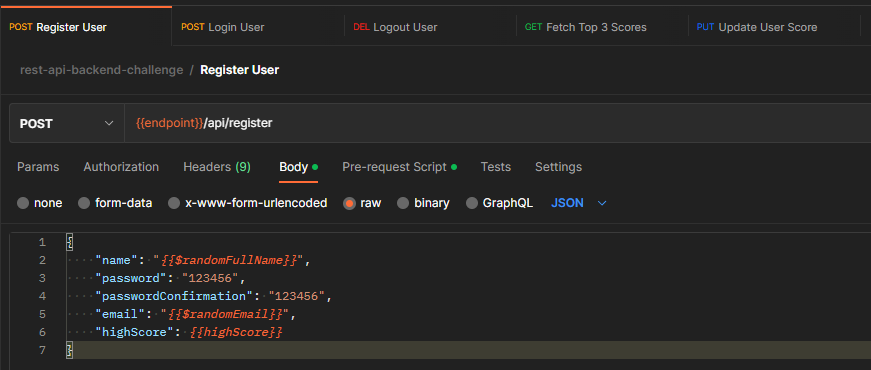 POST Register User POST Login User DEL Logout User GET Fetch Top 3 Scores PUT Update User Score
rest-api-backend-challenge / Register User
POST {{endpoint}}/api/register
Params Authorization Headers (9) Body Pre-request Script Tests Settings
none form-data x-www-form-urlencoded raw binary GraphQL JSON
1 {
2 ····"name":·"{{$randomFullName}}",
3 ····"password":·"123456",
4 ····"passwordConfirmation":·"123456",
5 ····"email":·"{{$randomEmail}}",
6 ····"highScore":·{{highScore}}
7 }